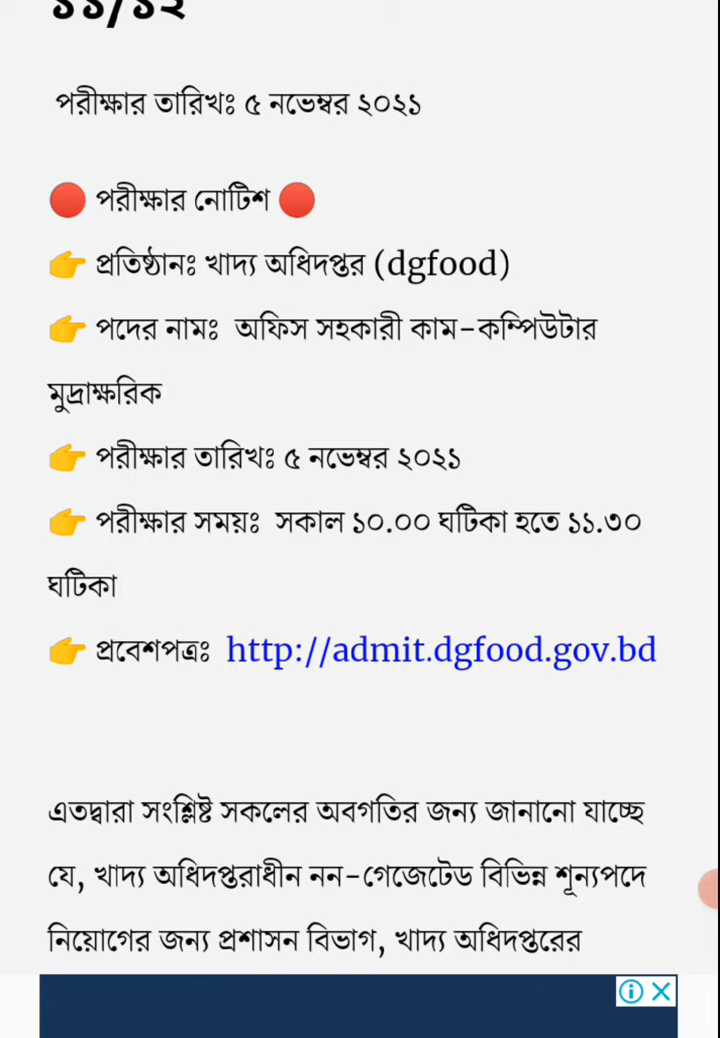 ১১/১২
পরীক্ষার তারিখঃ ৫ নভেম্বর ২০২১
🔴 পরীক্ষার নোটিশ 🔴
👉 প্রতিষ্ঠানঃ খাদ্য অধিদপ্তর (dgfood)
👉 পদের নামঃ অফিস সহকারী কাম-কম্পিউটার
মুদ্রাক্ষরিক
👉 পরীক্ষার তারিখঃ ৫ নভেম্বর ২০২১
👉 পরীক্ষার সময়ঃ সকাল ১০.০০ ঘটিকা হতে ১১.৩০
ঘটিকা
👉 প্রবেশপত্রঃ http://admit.dgfood.gov.bd
এতদ্বারা সংশ্লিষ্ট সকলের অবগতির জন্য জানানো যাচ্ছে
যে, খাদ্য অধিদপ্তরাধীন নন-গেজেটেড বিভিন্ন শূন্যপদে
নিয়োগের জন্য প্রশাসন বিভাগ, খাদ্য অধিদপ্তরের